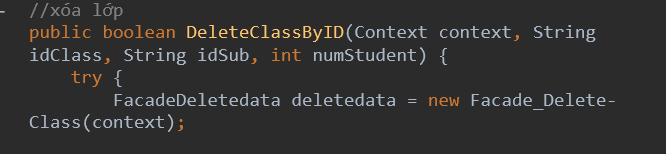 //xóa lớp
public boolean DeleteClassByID(Context context, String
idClass, String idSub, int numStudent) {
try {
FacadeDeletedata deletedata = new Facade_Delete-
Class(context);